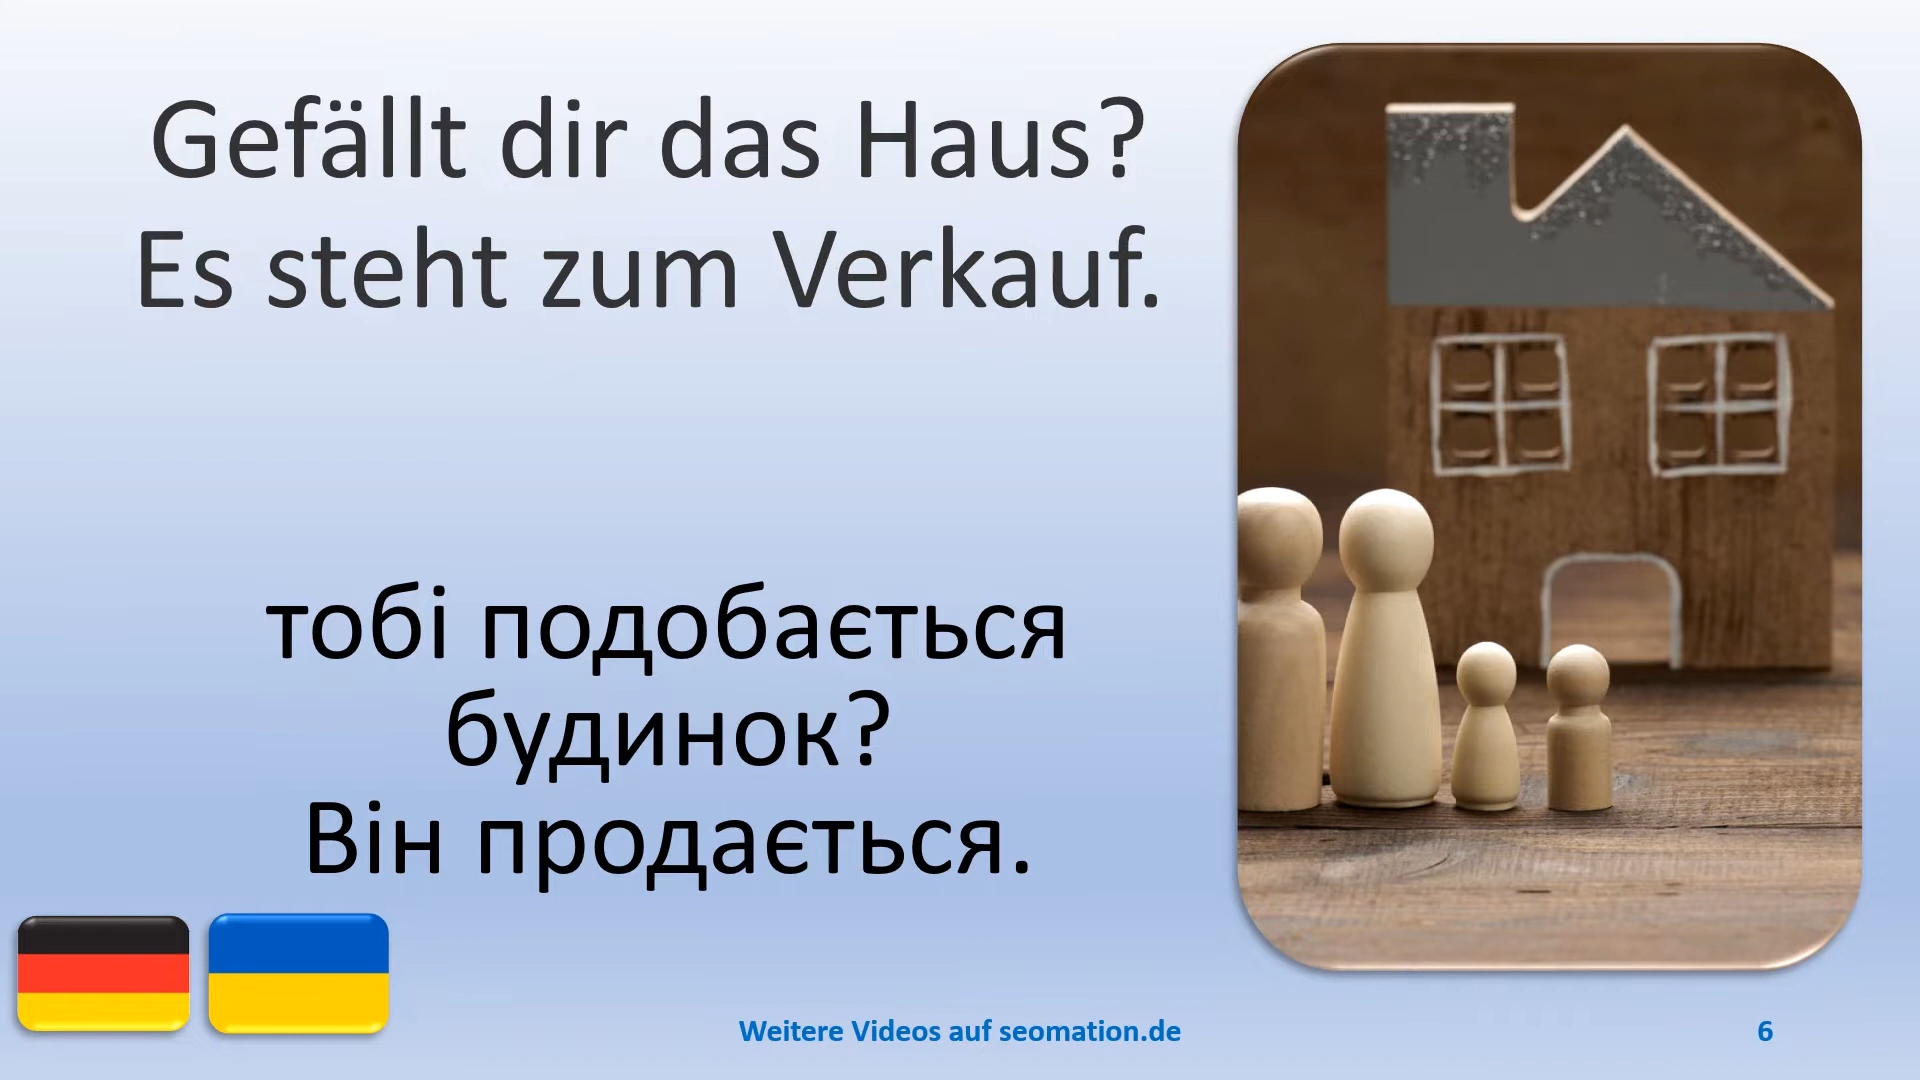 Gefällt dir das Haus?
Es steht zum Verkauf.
тобі подобається
будинок?
Він продається.
Weitere Videos auf seomation.de
6